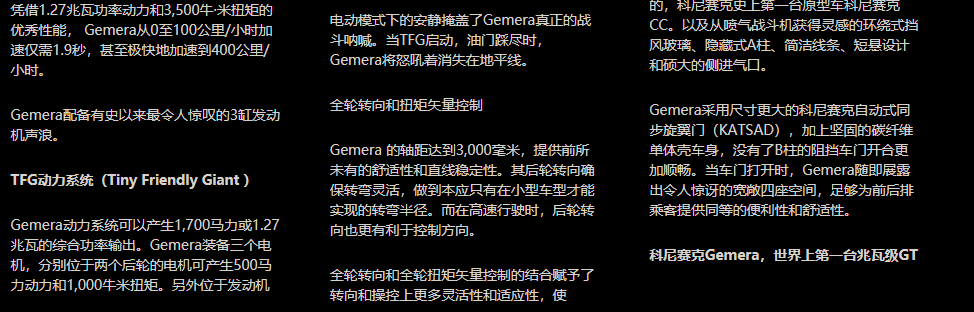 凭借1.27兆瓦功率动力和3,500牛·米扭矩的
优秀性能， Gemera从0至100公里/小时加
速仅需1.9秒，甚至极快地加速到400公里/
小时。
Gemera配备有史以来最令人惊叹的3缸发动
机声浪。
TFG动力系统（Tiny Friendly Giant ）
Gemera动力系统可以产生1,700马力或1.27
兆瓦的综合功率输出。Gemera装备三个电
机，分别位于两个后轮的电机可产生500马
力动力和1,000牛米扭矩。另外位于发动机
电动模式下的安静掩盖了Gemera真正的战
斗呐喊。当TFG启动，油门踩尽时，
Gemera将怒吼着消失在地平线。
全轮转向和扭矩矢量控制
Gemera 的轴距达到3,000毫米，提供前所
未有的舒适性和直线稳定性。其后轮转向确
保转弯灵活，做到本应只有在小型车型才能
实现的转弯半径。而在高速行驶时，后轮转
向也更有利于控制方向。
全轮转向和全轮扭矩矢量控制的结合赋予了
转向和操控上更多灵活性和适应性，使
的，科尼赛克史上第一台原型车科尼赛克
CC。以及从喷气战斗机获得灵感的环绕式挡
风玻璃、隐藏式A柱、简洁线条、短悬设计
和硕大的侧进气口。
Gemera采用尺寸更大的科尼赛克自动式同
步旋翼门（KATSAD），加上坚固的碳纤维
单体壳车身，没有了B柱的阻挡车门开合更
加顺畅。当车门打开时，Gemera随即展露
出令人惊讶的宽敞四座空间，足够为前后排
乘客提供同等的便利性和舒适性。
科尼赛克Gemera，世界上第一台兆瓦级GT